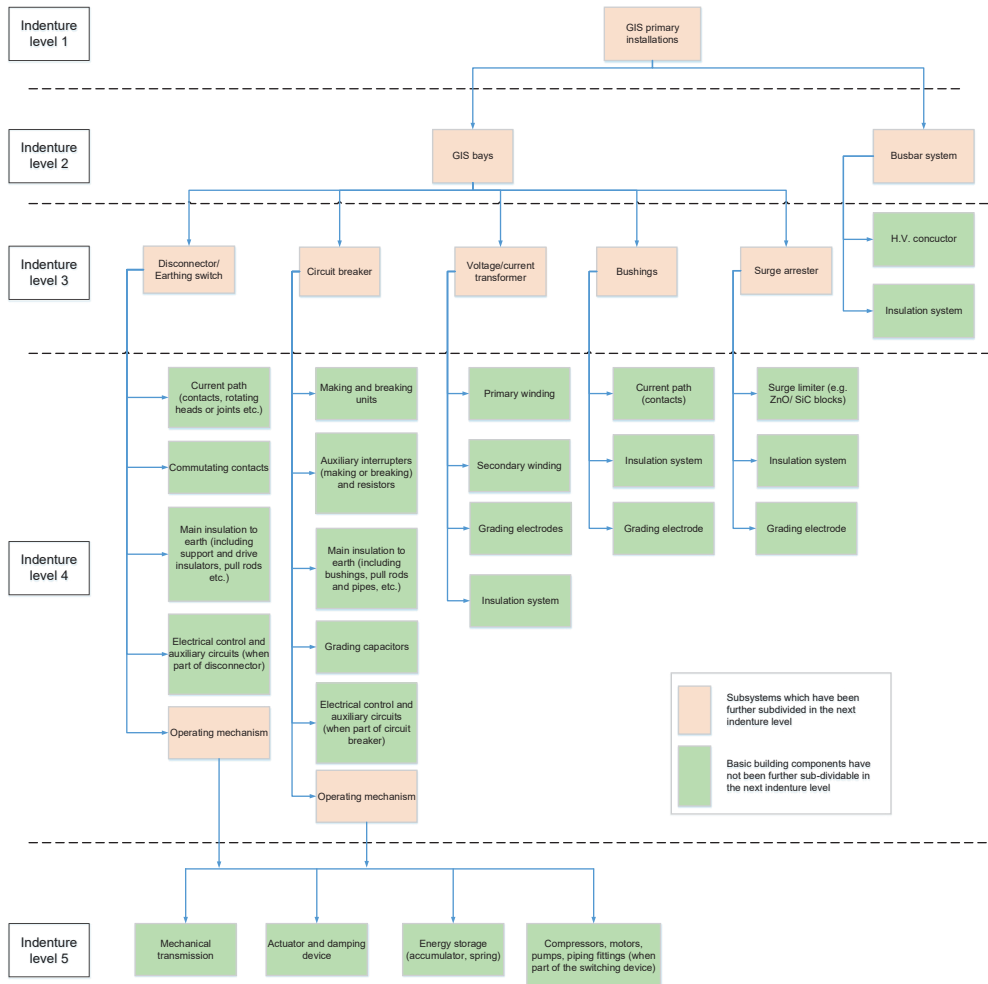 Indenture
level 1
GIS primary
installations
Indenture
level 2
GIS bays
Busbar system
Indenture
level 3
Disconnector/
Earthing switch
Circuit breaker
Voltage/current
transformer
Bushings
Surge arrester
H.V. concuctor
Insulation system
Indenture
level 4
Current path
(contacts, rotating
heads or joints etc.)
Commutating contacts
Main insulation to
earth (including
support and drive
insulators, pull rods
etc.)
Electrical control and
auxiliary circuits (when
part of disconnector)
Operating mechanism
Making and breaking
units
Auxiliary interrupters
(making or breaking)
and resistors
Main insulation to
earth (including
bushings, pull rods
and pipes, etc.)
Grading capacitors
Electrical control and
auxiliary circuits
(when part of circuit
breaker)
Operating mechanism
Primary winding
Secondary winding
Grading electrodes
Insulation system
Current path
(contacts)
Insulation system
Grading electrode
Surge limiter (e.g.
ZnO/ SiC blocks)
Insulation system
Grading electrode
Subsystems which have been
further subdivided in the next
indenture level
Basic building components have
not been further sub-dividable in
the next indenture level
Indenture
level 5
Mechanical
transmission
Actuator and damping
device
Energy storage
(accumulator, spring)
Compressors, motors,
pumps, piping fittings (when
part of the switching device)